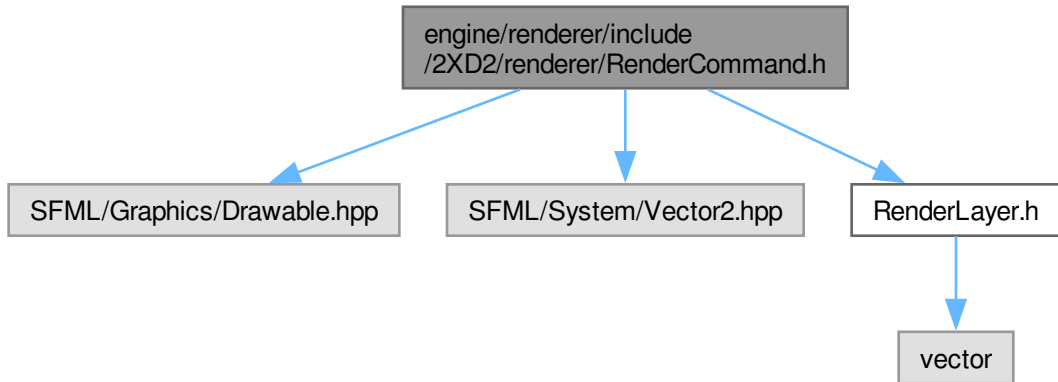 engine/renderer/include
/2XD2/renderer/RenderCommand.h
SFML/Graphics/Drawable.hpp
SFML/System/Vector2.hpp
RenderLayer.h
vector